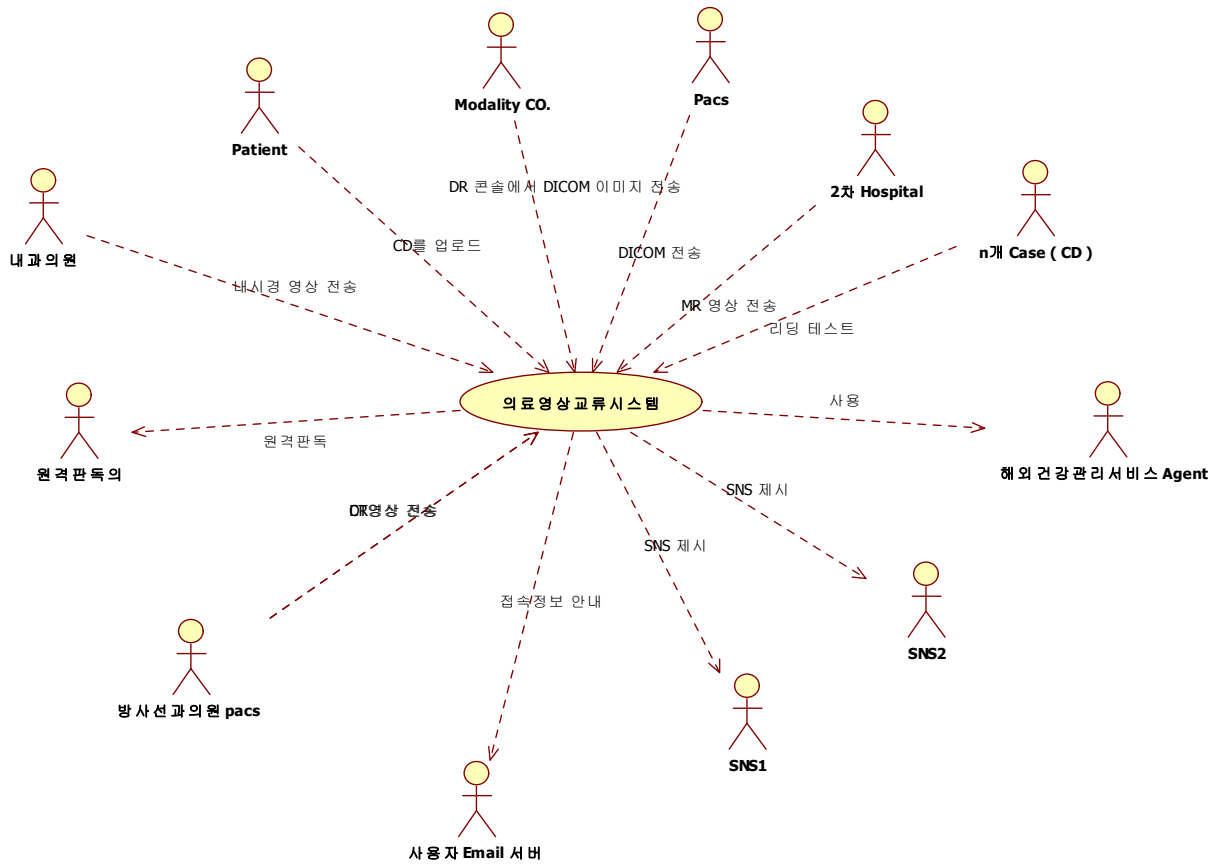 Modality CO.
Pacs
Patient
2차 Hospital
n개 Case ( CD )
내과의원
DR 콘솔에서 DICOM 이미지 전송
CD를 업로드
DICOM 전송
내시경 영상 전송
MR 영상 전송
리딩 테스트
의료영상교류시스템
사용
원격판독
원격판독의
해외건강관리서비스 Agent
SNS 제시
영상 전송
SNS 제시
접속정보 안내
SNS2
방사선과의원 pacs
SNS1
사용자 Email 서버